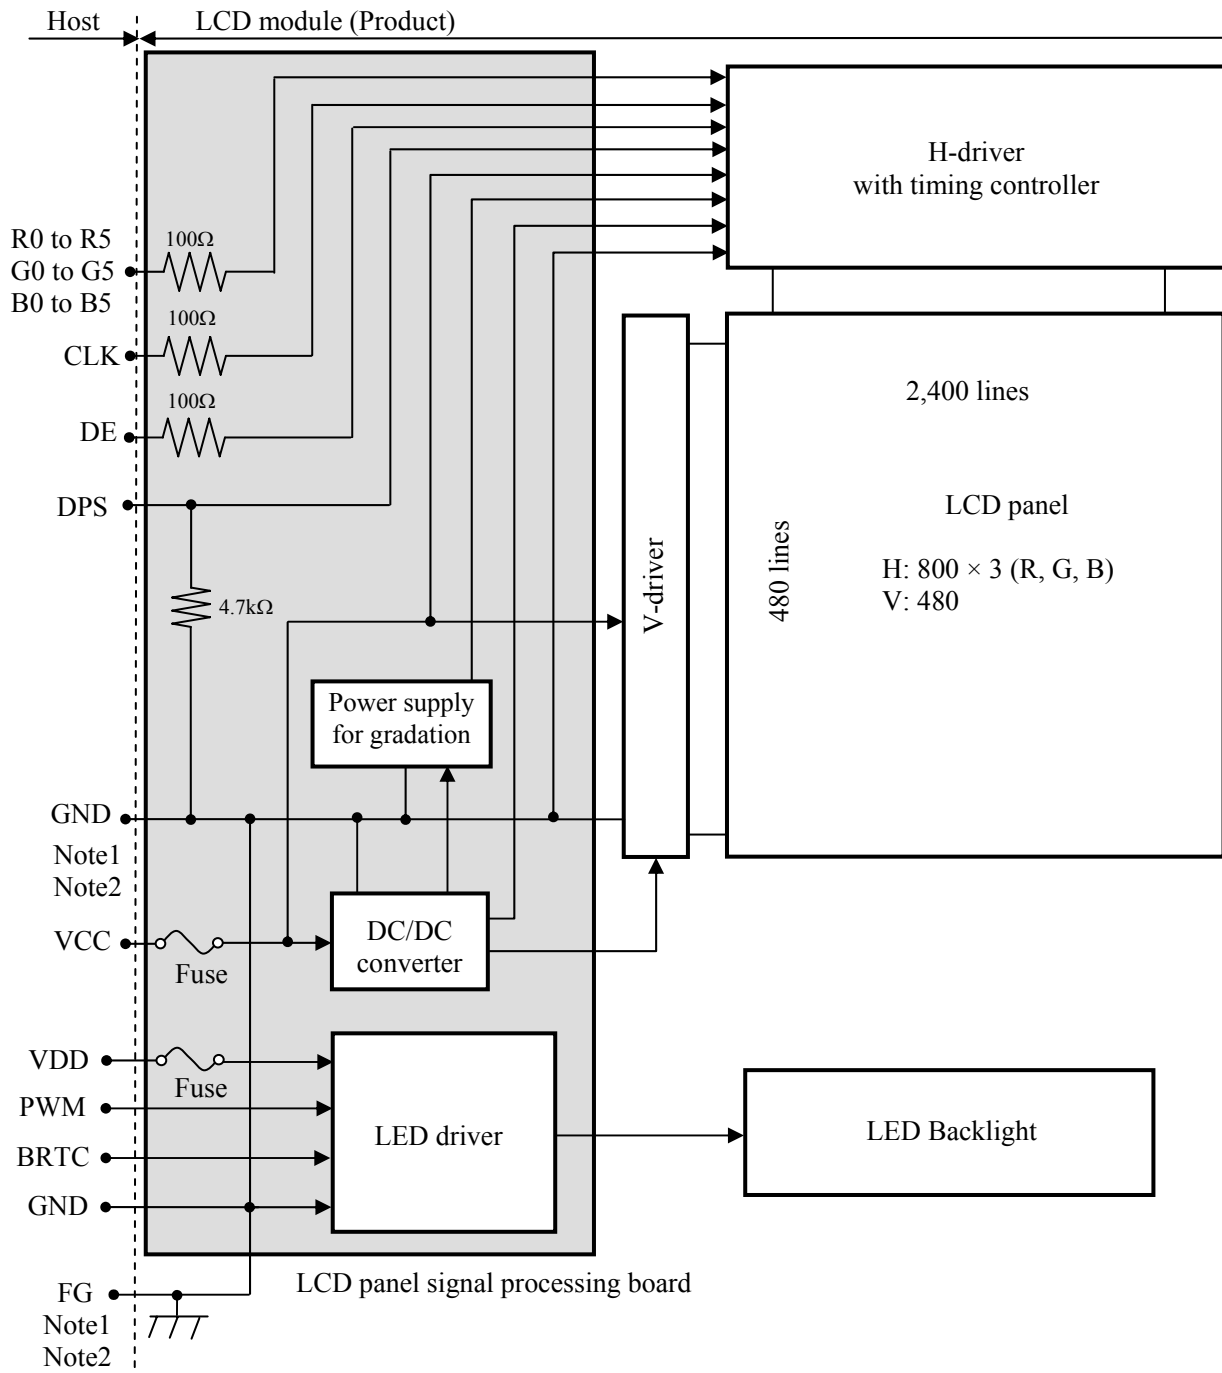 Host
LCD module (Product)
H-driver
with timing controller
R0 to R5
G0 to G5
B0 to B5
100Ω
CLK
100Ω
DE
100Ω
DPS
4.7kΩ
V-driver
2,400 lines
480 lines
LCD panel
H: 800 × 3 (R, G, B)
V: 480
Power supply
for gradation
GND
Note1
Note2
VCC
Fuse
DC/DC
converter
VDD
Fuse
PWM
BRTC
GND
LED driver
LED Backlight
LCD panel signal processing board
FG
Note1
Note2